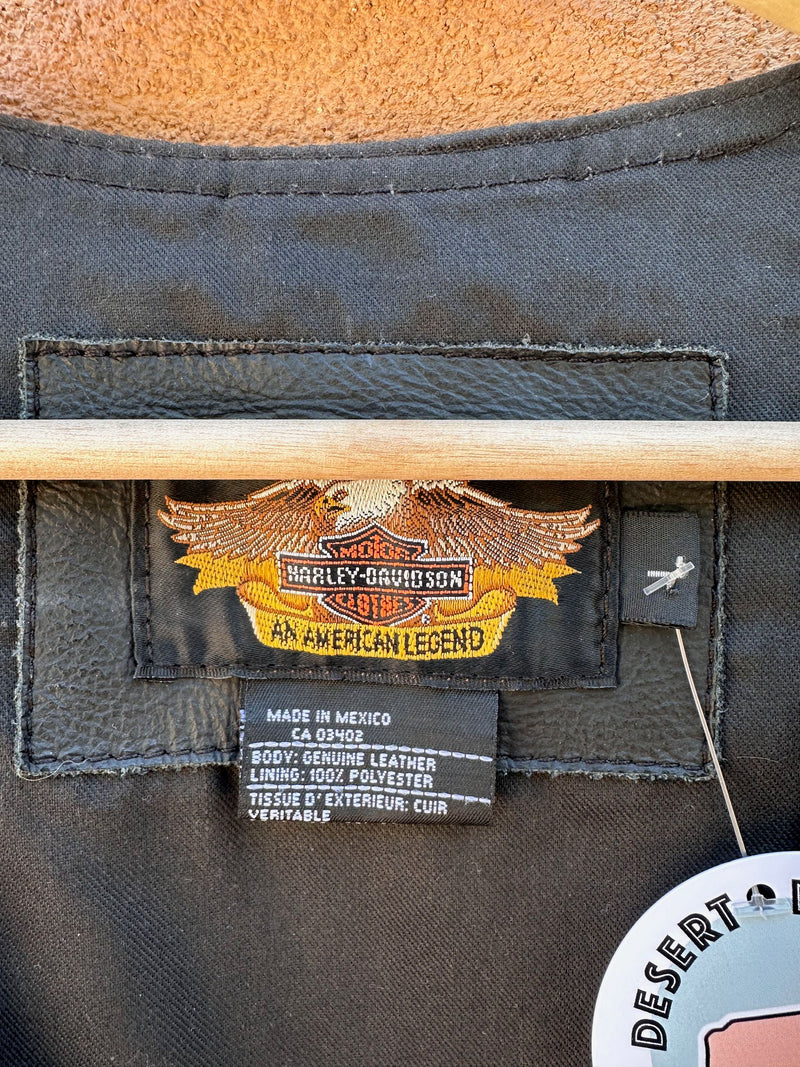 MOTOR
HARLEY-DAVIDSON
CLOTHES
®
AN AMERICAN LEGEND
MADE IN MEXICO
CA 03402
BODY: GENUINE LEATHER
LINING: 100% POLYESTER
TISSUE D'EXTERIEUR: CUIR
VERITABLE
DESERT